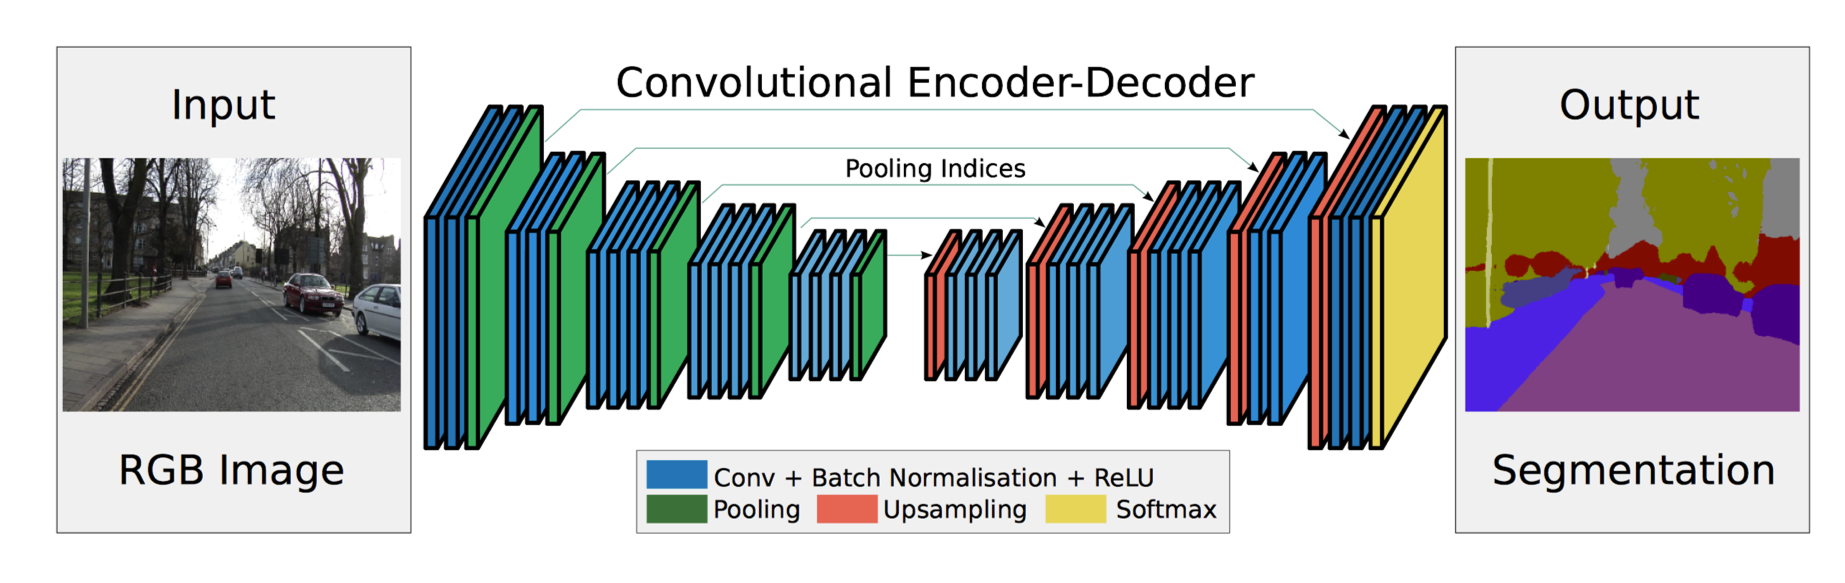 Input
RGB Image
Convolutional Encoder-Decoder
Pooling Indices
Conv + Batch Normalisation + ReLU
Pooling
Upsampling
Softmax
Output
Segmentation